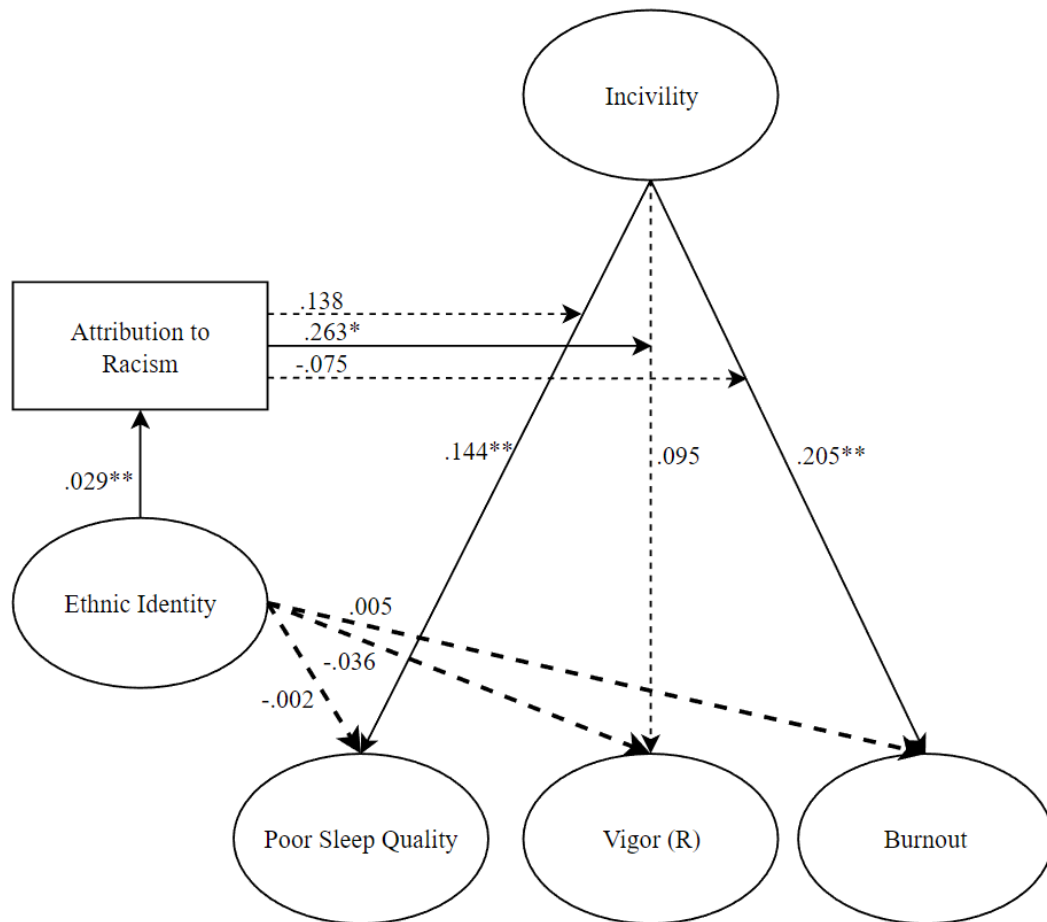 Incivility
.138
Attribution to
Racism
.263*
-.075
.144**
.095
.205**
.029**
Ethnic Identity
.005
-.036
-.002
Poor Sleep Quality
Vigor (R)
Burnout